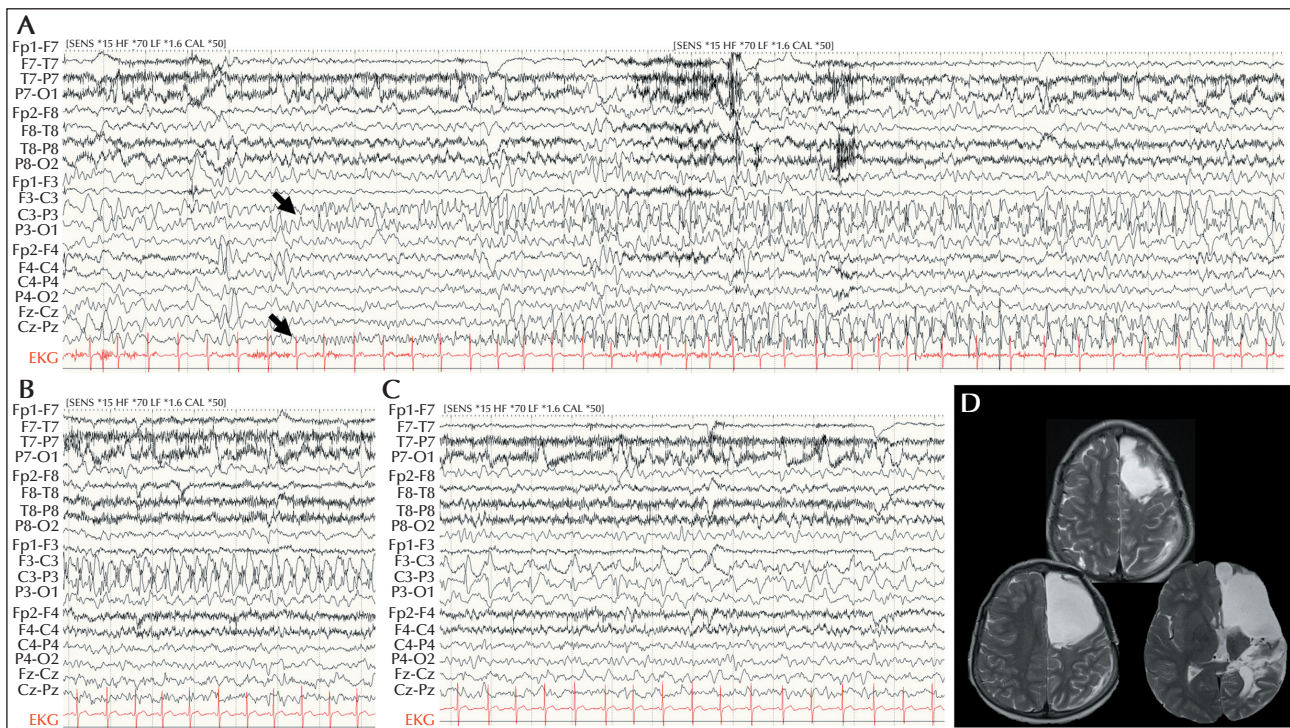 A
[SENS *15 HF *70 LF *1.6 CAL *50] [SENS *15 HF *70 LF *1.6 CAL *50]
Fp1-F7
F7-T7
T7-P7
P7-O1
Fp2-F8
F8-T8
T8-P8
P8-O2
Fp1-F3
F3-C3
C3-P3
P3-O1
Fp2-F4
F4-C4
C4-P4
P4-O2
Fz-Cz
Cz-Pz
EKG
B
[SENS *15 HF *70 LF *1.6 CAL *50]
Fp1-F7
F7-T7
T7-P7
P7-O1
Fp2-F8
F8-T8
T8-P8
P8-O2
Fp1-F3
F3-C3
C3-P3
P3-O1
Fp2-F4
F4-C4
C4-P4
P4-O2
Fz-Cz
Cz-Pz
EKG
C
[SENS *15 HF *70 LF *1.6 CAL *50]
Fp1-F7
F7-T7
T7-P7
P7-O1
Fp2-F8
F8-T8
T8-P8
P8-O2
Fp1-F3
F3-C3
C3-P3
P3-O1
Fp2-F4
F4-C4
C4-P4
P4-O2
Fz-Cz
Cz-Pz
EKG
D